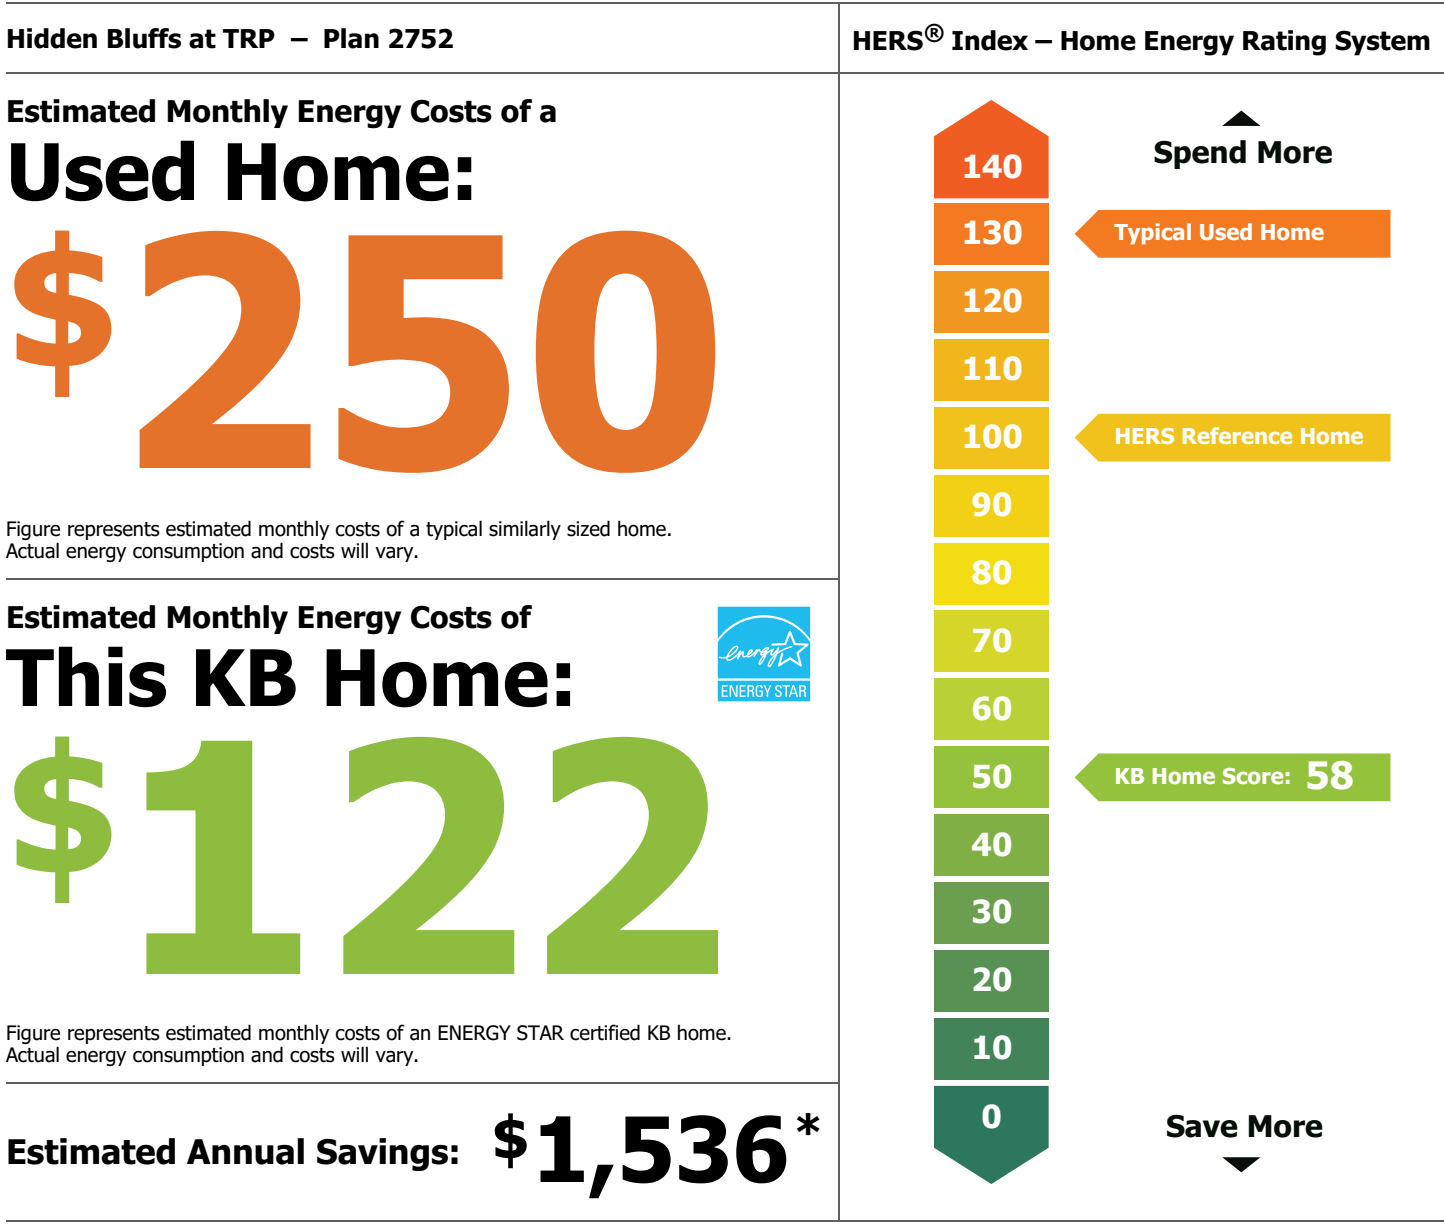 Hidden Bluffs at TRP – Plan 2752
Estimated Monthly Energy Costs of a
Used Home:
$250
Figure represents estimated monthly costs of a typical similarly sized home.
Actual energy consumption and costs will vary.
Estimated Monthly Energy Costs of
This KB Home:
energy
ENERGY STAR
$122
Figure represents estimated monthly costs of an ENERGY STAR certified KB home.
Actual energy consumption and costs will vary.
Estimated Annual Savings: $1,536*
HERS® Index – Home Energy Rating System
Spend More
140
130 Typical Used Home
120
110
100 HERS Reference Home
90
80
70
60
50 KB Home Score: 58
40
30
20
10
0
Save More